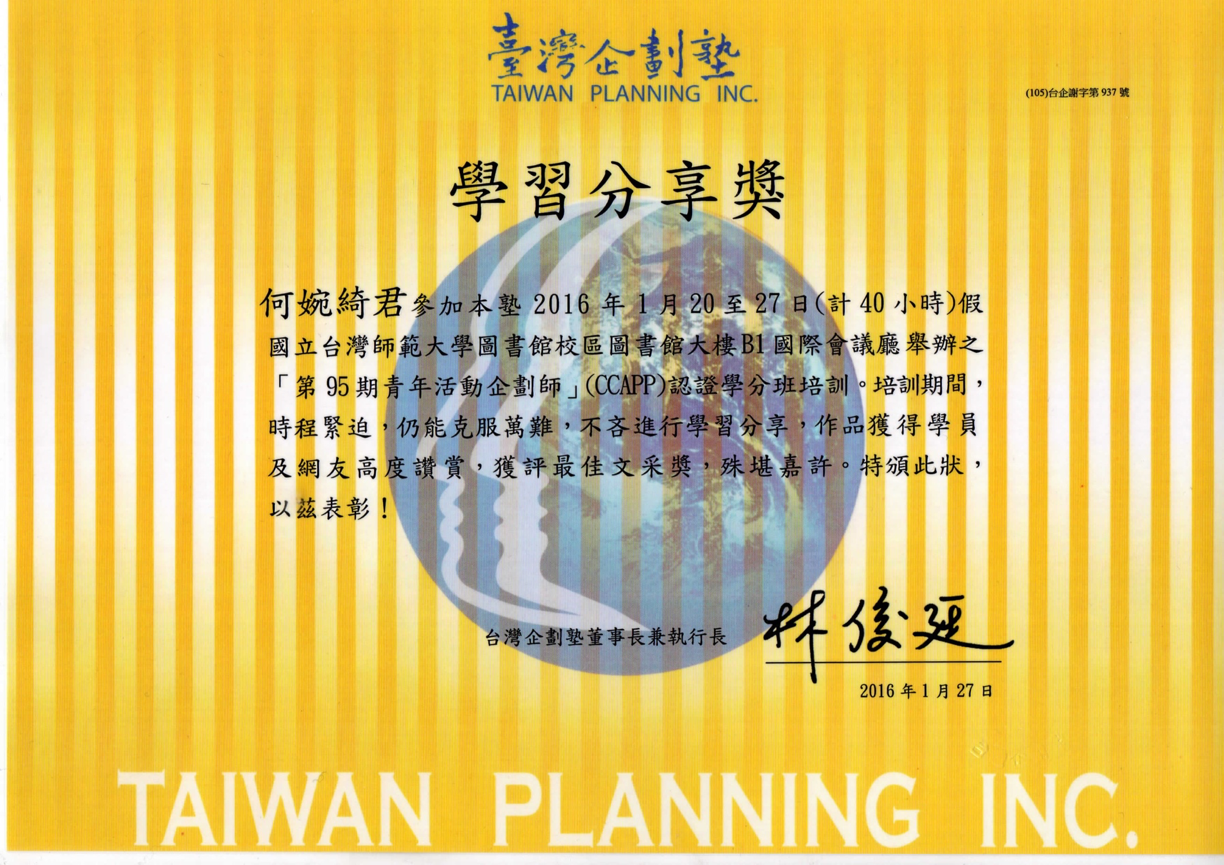 臺灣企劃塾
TAIWAN PLANNING INC.
(105)台企謝字第 937 號
學習分享獎
何婉綺君參加本塾 2016 年 1 月 20 至 27 日(計 40 小時)假
國立台灣師範大學圖書館校區圖書館大樓B1國際會議廳舉辦之
「第 95 期青年活動企劃師」(CCAPP)認證學分班培訓。培訓期間，
時程緊迫，仍能克服萬難，不吝進行學習分享，作品獲得學員
及網友高度讚賞，獲評最佳文采獎，殊堪嘉許。特頒此狀，
以茲表彰！
台灣企劃塾董事長兼執行長
林俊廷
2016 年 1 月 27 日
TAIWAN PLANNING INC.